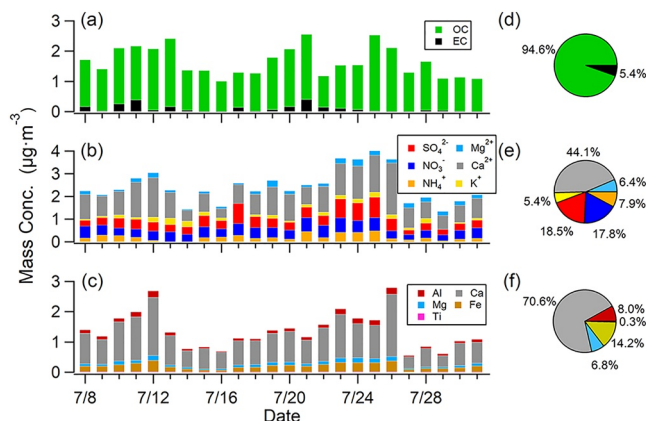 (a)
3
2
1
0
OC
EC
(d)
94.6%
5.4%
Mass Conc. (μg·m⁻³)
(b)
4
3
2
1
0
SO₄²⁻
Mg²⁺
NO₃⁻
Ca²⁺
NH₄⁺
K⁺
(e)
44.1%
6.4%
7.9%
5.4%
18.5%
17.8%
(c)
3
2
1
0
Al
Ca
Mg
Fe
Ti
(f)
70.6%
8.0%
0.3%
14.2%
6.8%
7/8
7/12
7/16
7/20
7/24
7/28
Date